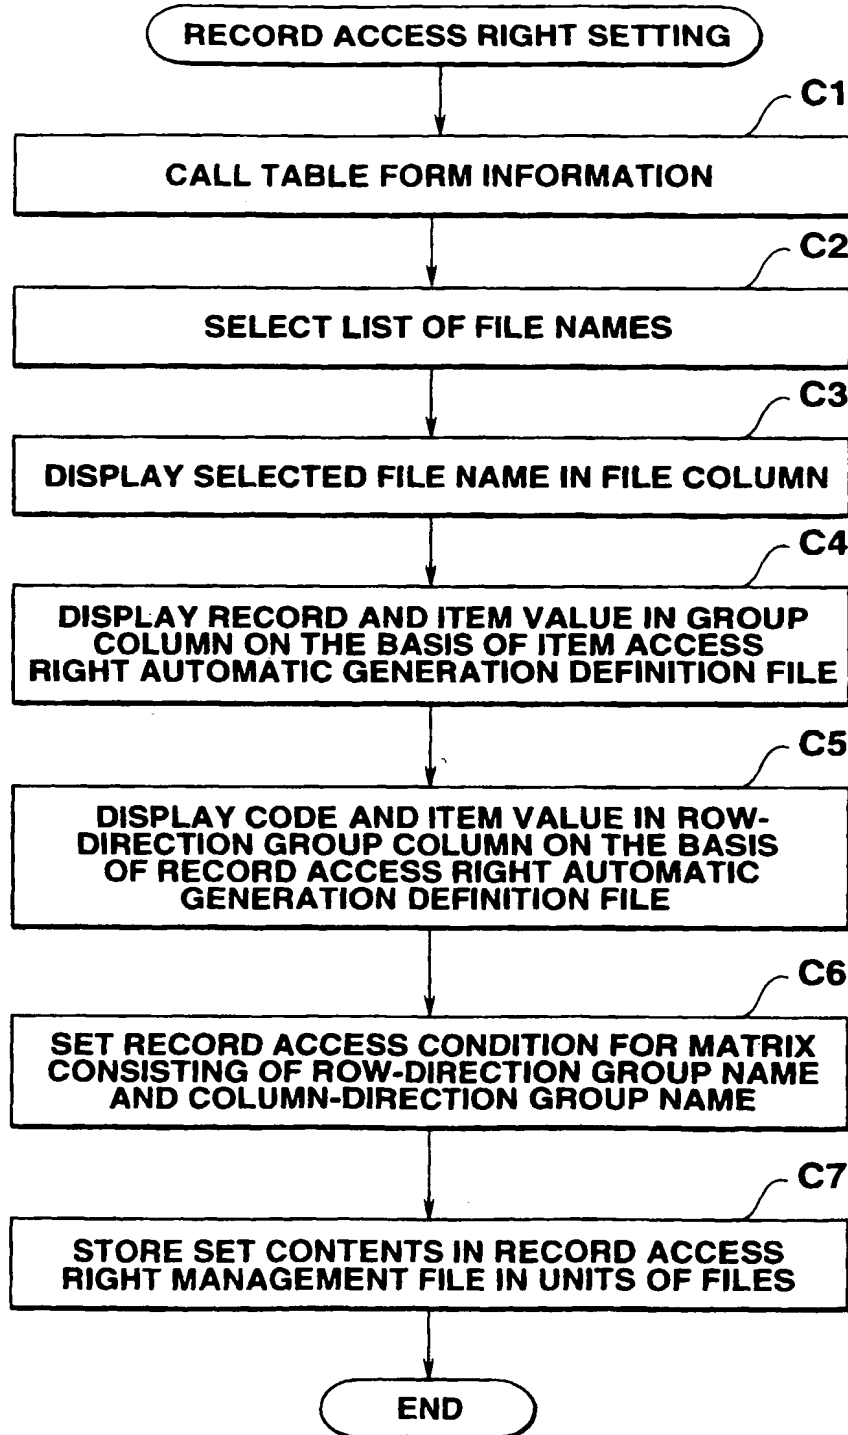 RECORD ACCESS RIGHT SETTING
C1
CALL TABLE FORM INFORMATION
C2
SELECT LIST OF FILE NAMES
C3
DISPLAY SELECTED FILE NAME IN FILE COLUMN
C4
DISPLAY RECORD AND ITEM VALUE IN GROUP
COLUMN ON THE BASIS OF ITEM ACCESS
RIGHT AUTOMATIC GENERATION DEFINITION FILE
C5
DISPLAY CODE AND ITEM VALUE IN ROW-
DIRECTION GROUP COLUMN ON THE BASIS
OF RECORD ACCESS RIGHT AUTOMATIC
GENERATION DEFINITION FILE
C6
SET RECORD ACCESS CONDITION FOR MATRIX
CONSISTING OF ROW-DIRECTION GROUP NAME
AND COLUMN-DIRECTION GROUP NAME
C7
STORE SET CONTENTS IN RECORD ACCESS
RIGHT MANAGEMENT FILE IN UNITS OF FILES
END